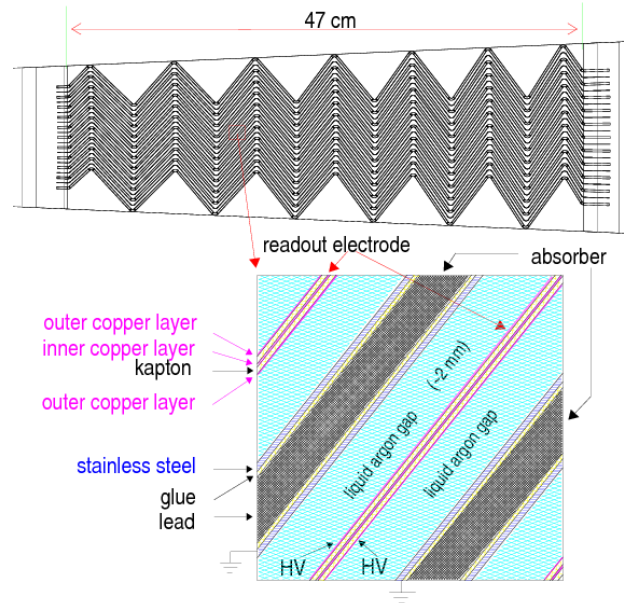 47 cm
readout electrode
absorber
outer copper layer
inner copper layer
kapton
outer copper layer
(~2 mm)
liquid argon gap
liquid argon gap
stainless steel
glue
lead
HV
HV